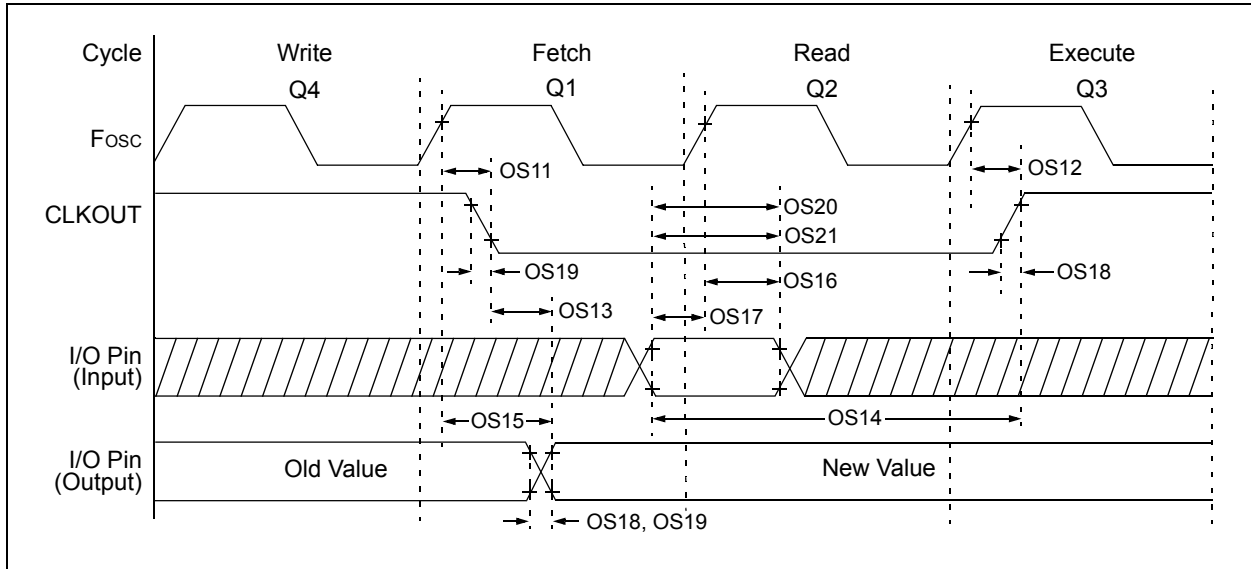 Cycle Write Fetch Read Execute
Q4 Q1 Q2 Q3
FOSC
OS11 OS12
CLKOUT
OS20
OS21
OS19 OS16 OS18
OS13 OS17
I/O Pin
(Input)
OS15 OS14
I/O Pin
(Output)
Old Value New Value
OS18, OS19